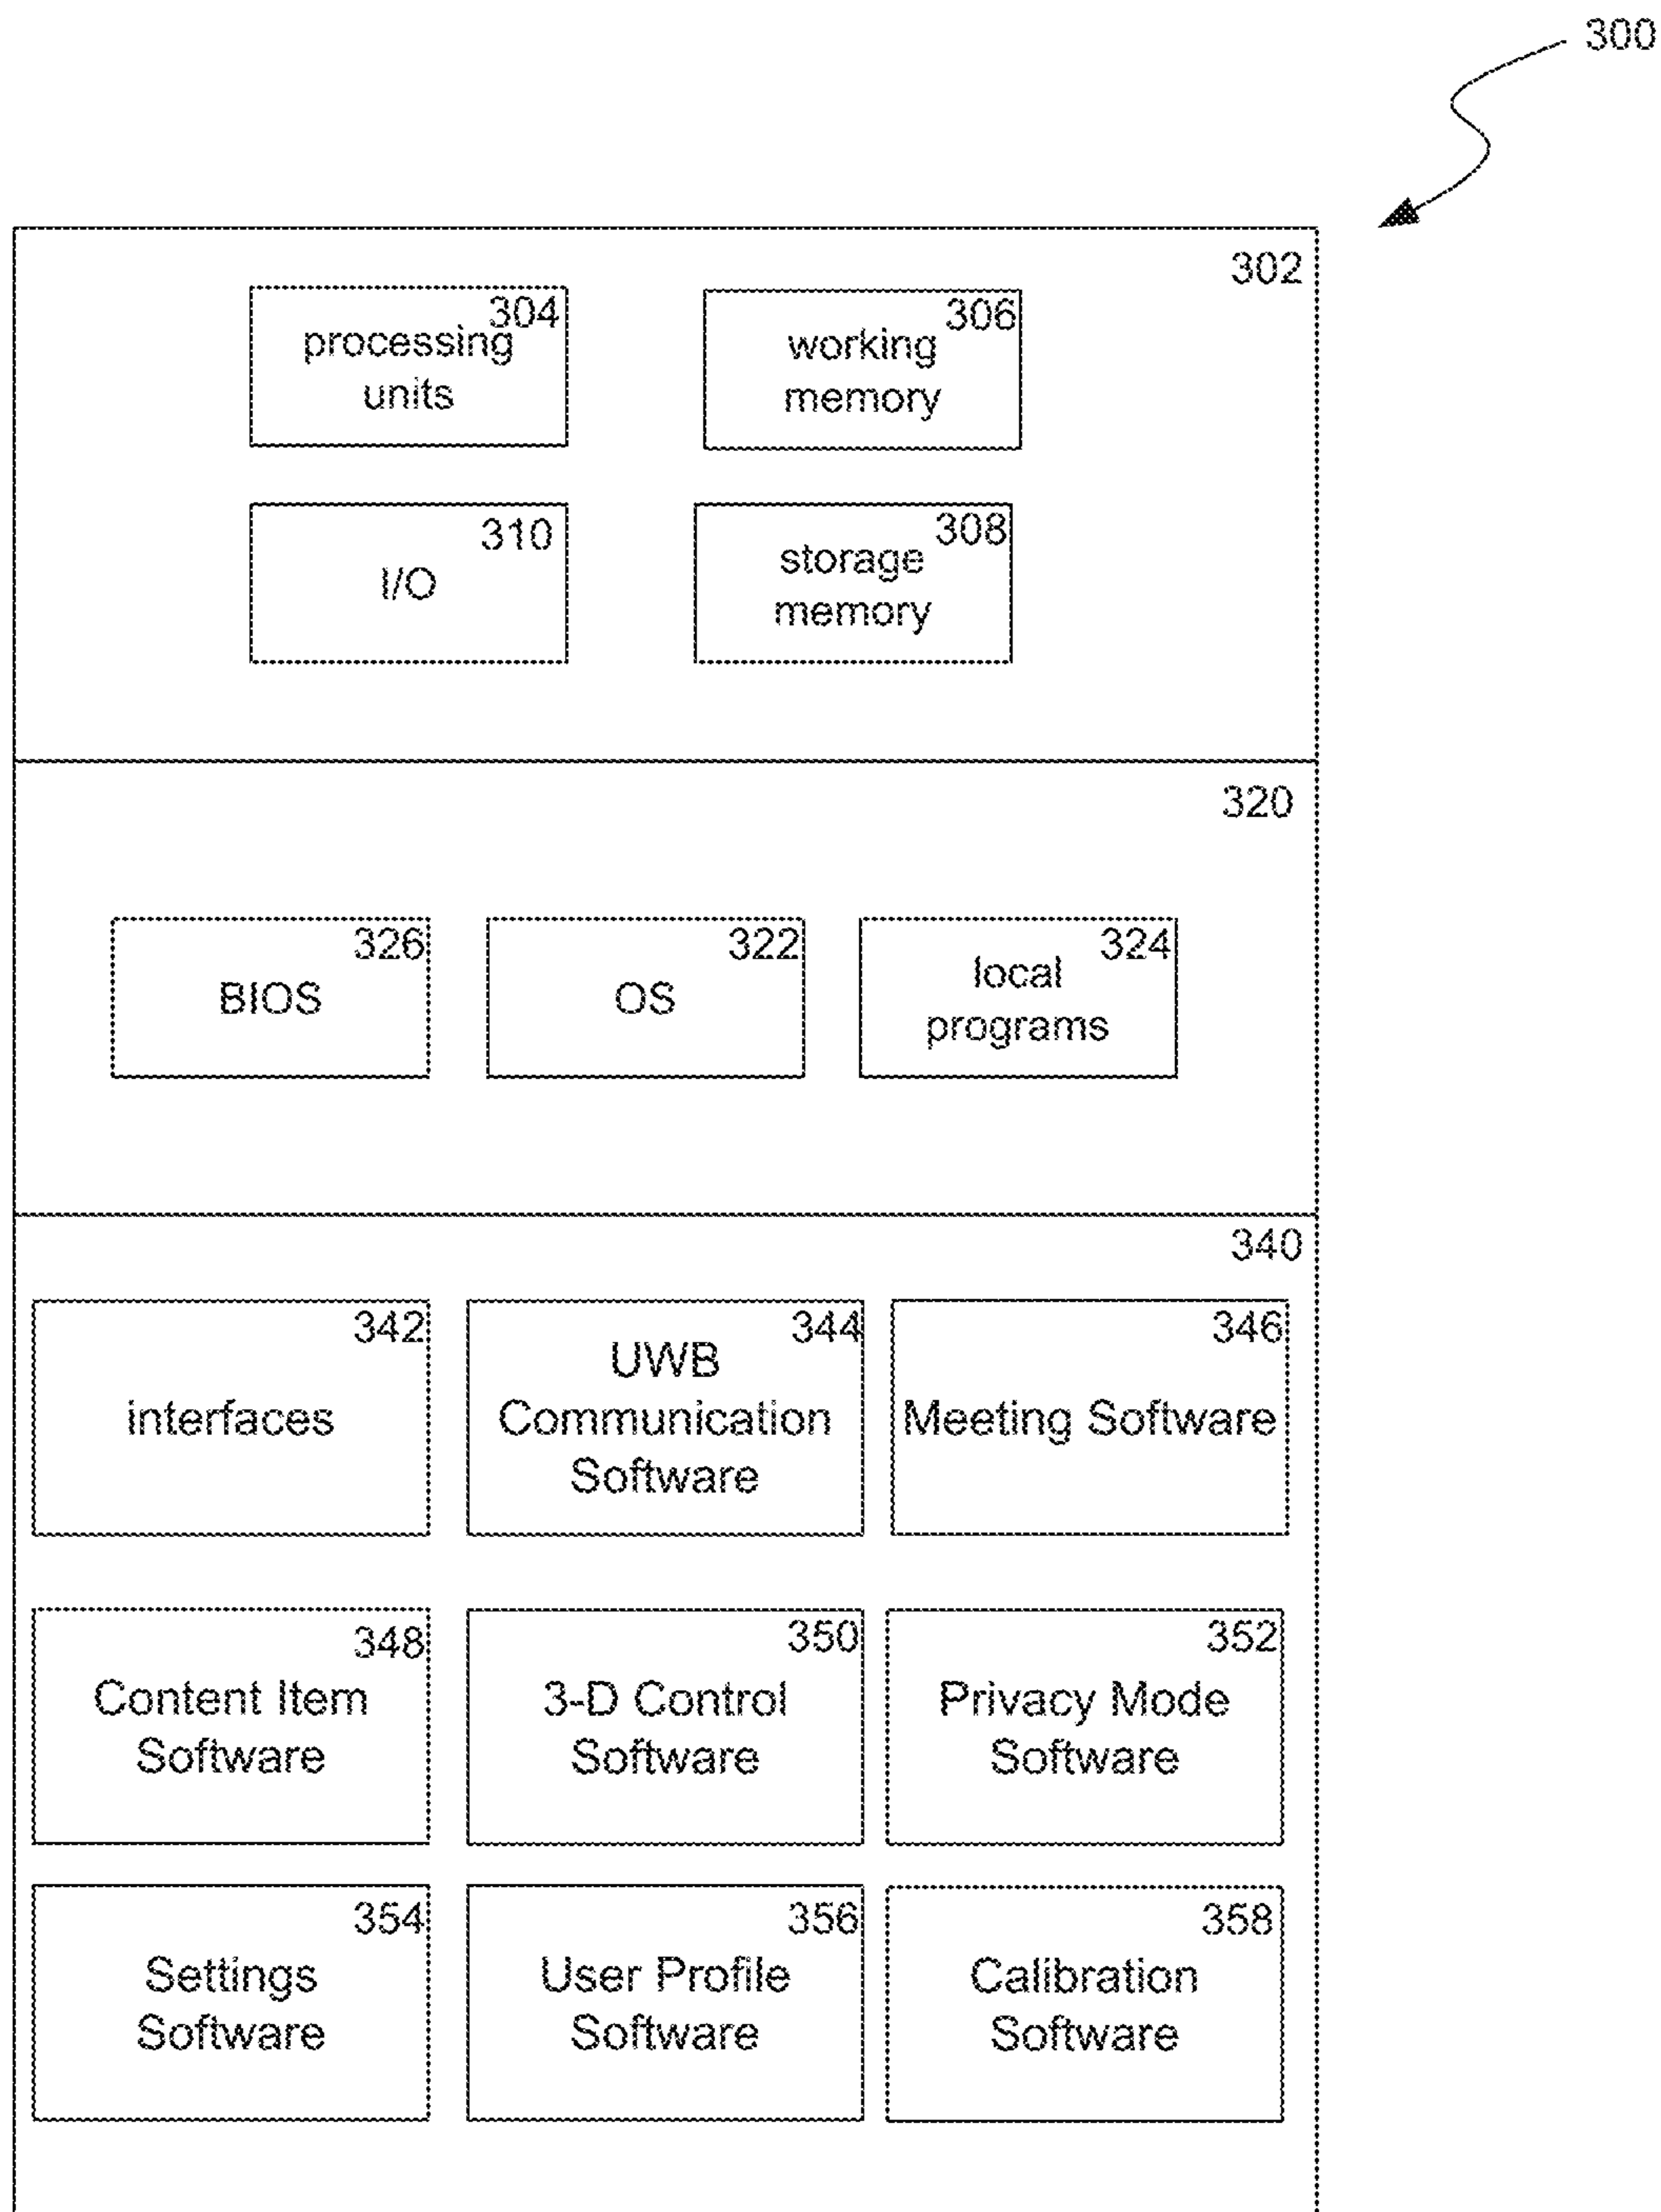 300
302
304
processing
units
306
working
memory
310
I/O
308
storage
memory
320
326
BIOS
322
OS
324
local
programs
340
342
interfaces
344
UWB
Communication
Software
346
Meeting Software
348
Content Item
Software
350
3-D Control
Software
352
Privacy Mode
Software
354
Settings
Software
356
User Profile
Software
358
Calibration
Software